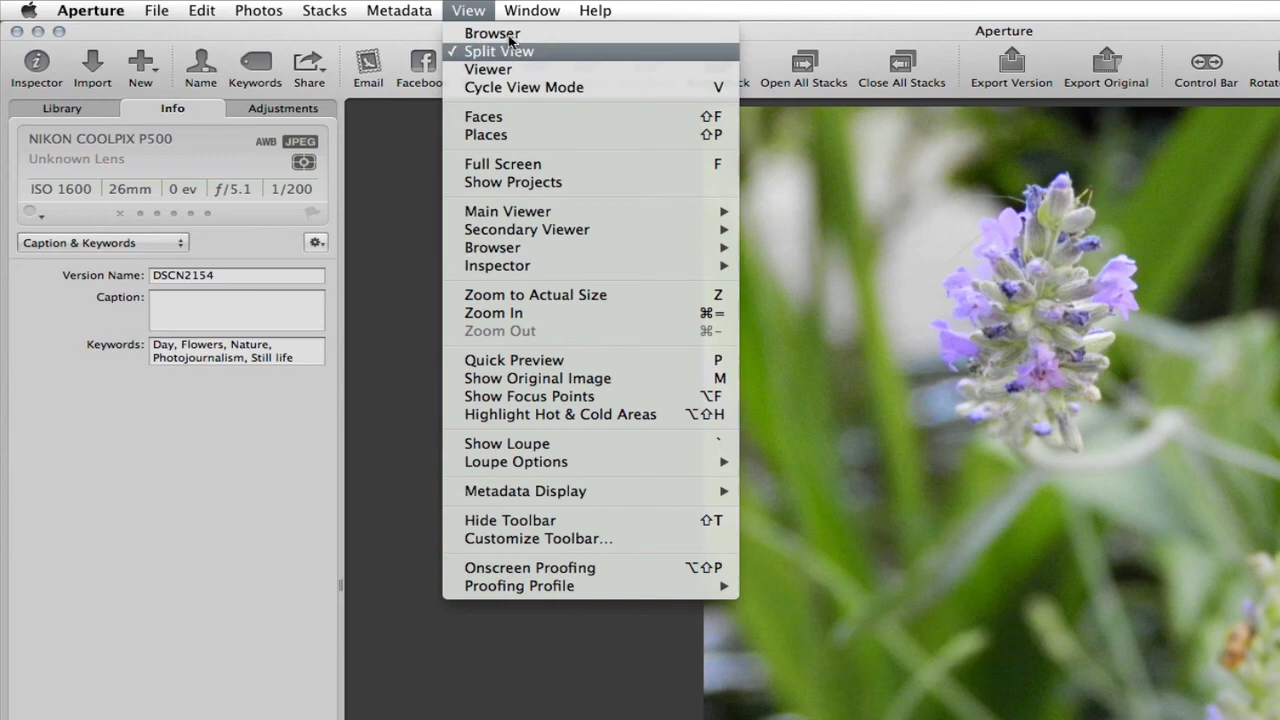 Aperture File Edit Photos Stacks Metadata View Window Help
Aperture
Inspector Import New Name Keywords Share Email Open All Stacks Close All Stacks Export Version Export Original Control Bar
Library Info Adjustments
NIKON COOLPIX P500 AWB JPEG
Unknown Lens
ISO 1600 26mm 0 ev ƒ/5.1 1/200
Caption & Keywords
Version Name: DSCN2154
Caption:
Keywords: Day, Flowers, Nature,
Photojournalism, Still life
Browser
✓ Split View
Viewer
Cycle View Mode V
Faces ⇧F
Places ⇧P
Full Screen F
Show Projects
Main Viewer ▶
Secondary Viewer ▶
Browser ▶
Inspector ▶
Zoom to Actual Size Z
Zoom In ⌘=
Zoom Out ⌘-
Quick Preview P
Show Original Image M
Show Focus Points ⌥F
Highlight Hot & Cold Areas ⌥⇧H
Show Loupe `
Loupe Options ▶
Metadata Display ▶
Hide Toolbar ⇧T
Customize Toolbar...
Onscreen Proofing ⌥⇧P
Proofing Profile ▶